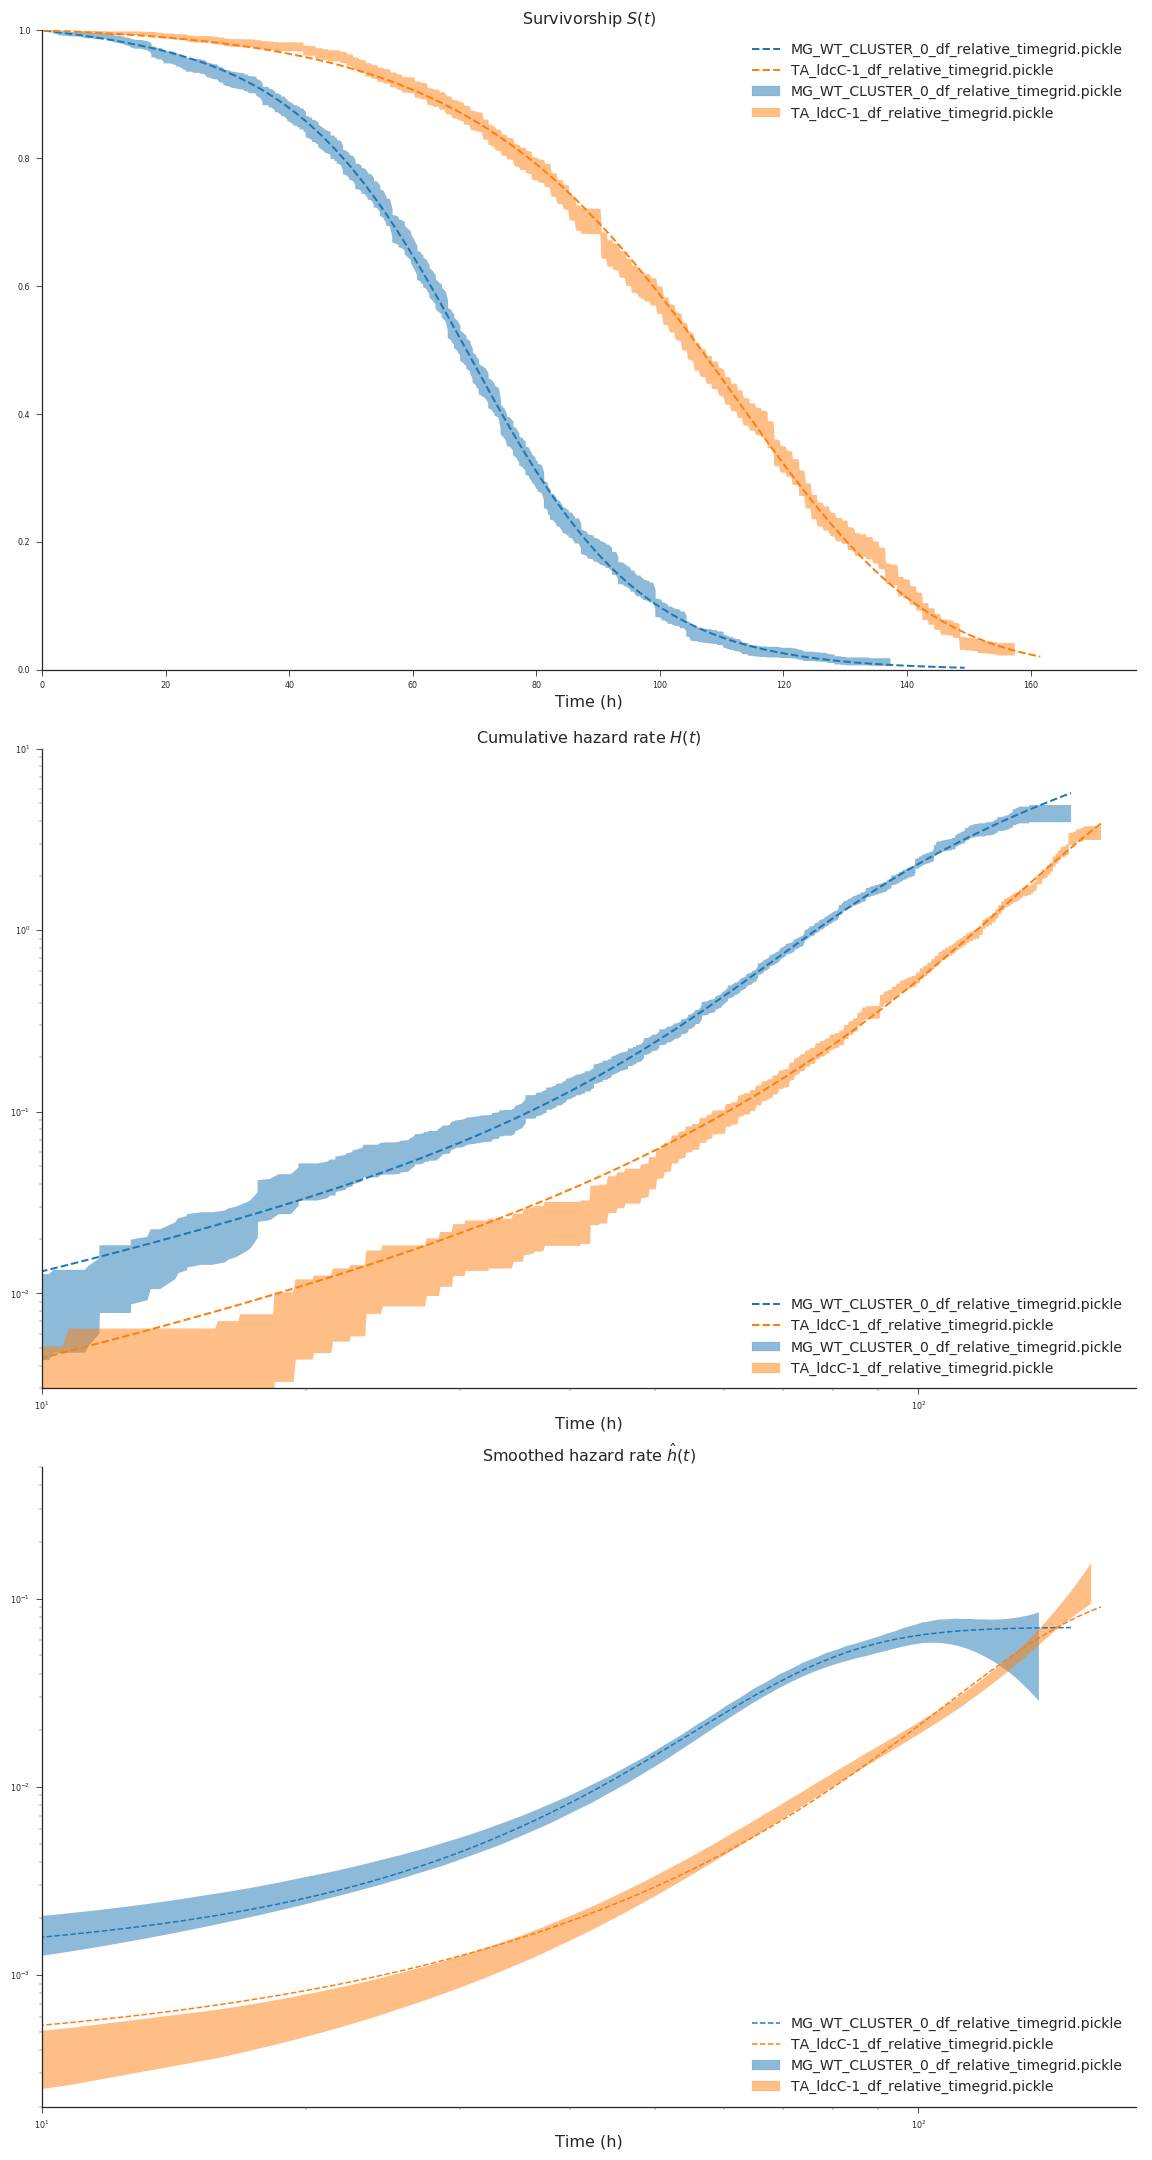 Survivorship S(t)
1.0
0.8
0.6
0.4
0.2
0.0
MG_WT_CLUSTER_0_df_relative_timegrid.pickle
TA_ldcC-1_df_relative_timegrid.pickle
MG_WT_CLUSTER_0_df_relative_timegrid.pickle
TA_ldcC-1_df_relative_timegrid.pickle
0 20 40 60 80 100 120 140 160
Time (h)
Cumulative hazard rate H(t)
10¹
10⁰
10⁻¹
10⁻²
MG_WT_CLUSTER_0_df_relative_timegrid.pickle
TA_ldcC-1_df_relative_timegrid.pickle
MG_WT_CLUSTER_0_df_relative_timegrid.pickle
TA_ldcC-1_df_relative_timegrid.pickle
10¹ 10²
Time (h)
Smoothed hazard rate ĥ(t)
10⁻¹
10⁻²
10⁻³
MG_WT_CLUSTER_0_df_relative_timegrid.pickle
TA_ldcC-1_df_relative_timegrid.pickle
MG_WT_CLUSTER_0_df_relative_timegrid.pickle
TA_ldcC-1_df_relative_timegrid.pickle
10¹ 10²
Time (h)